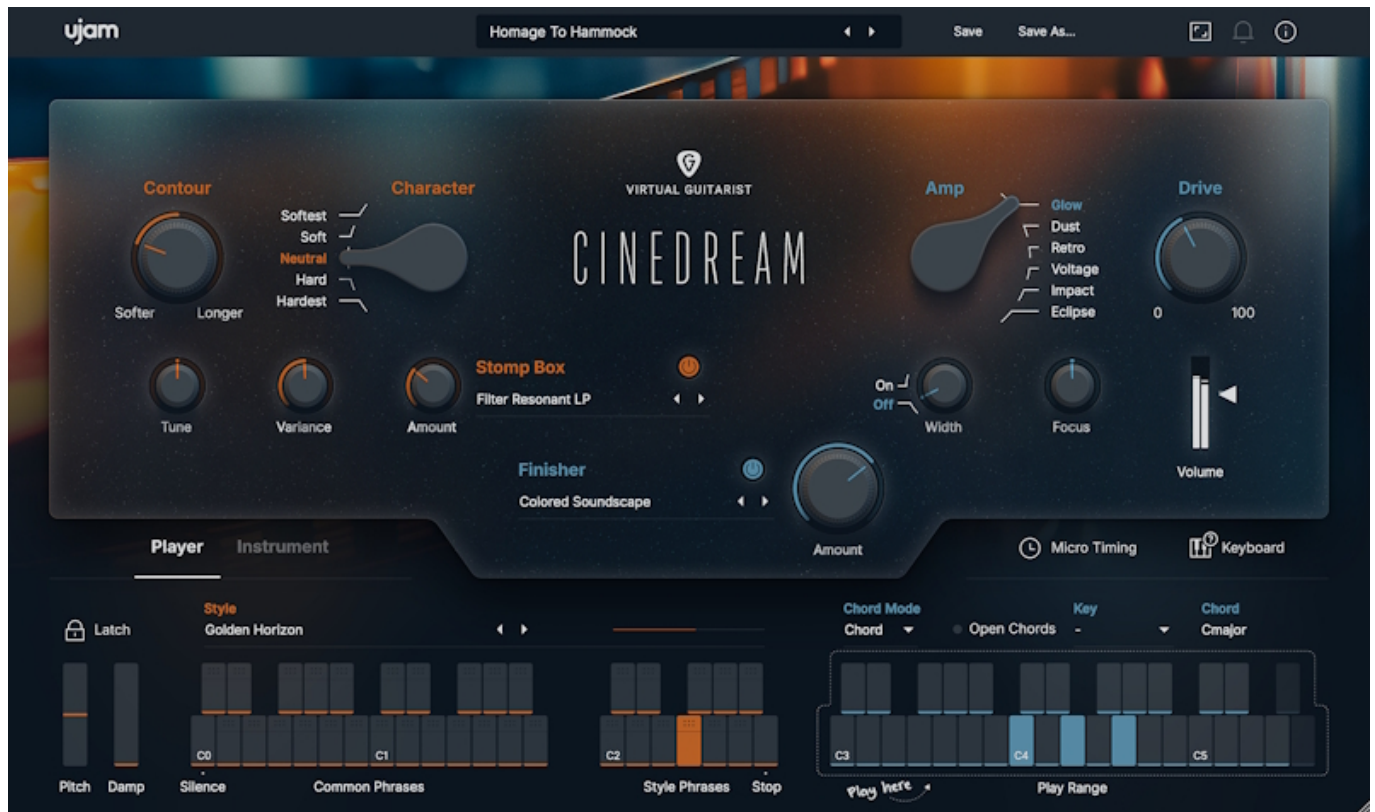 ujam
Homage To Hammock
Save
Save As...
Contour
Character
Softest
Soft
Neutral
Hard
Hardest
Softer
Longer
G
VIRTUAL GUITARIST
CINEDREAM
Amp
Glow
Dust
Retro
Voltage
Impact
Eclipse
Drive
0
100
Tune
Variance
Amount
Stomp Box
Filter Resonant LP
On
Off
Width
Focus
Volume
Finisher
Colored Soundscape
Amount
Player
Instrument
Micro Timing
Keyboard
Latch
Style
Golden Horizon
Chord Mode
Chord
Open Chords
Key
-
Chord
Cmajor
C0
C1
C2
C3
C4
C5
Pitch
Damp
Silence
Common Phrases
Style Phrases
Stop
Play here
Play Range